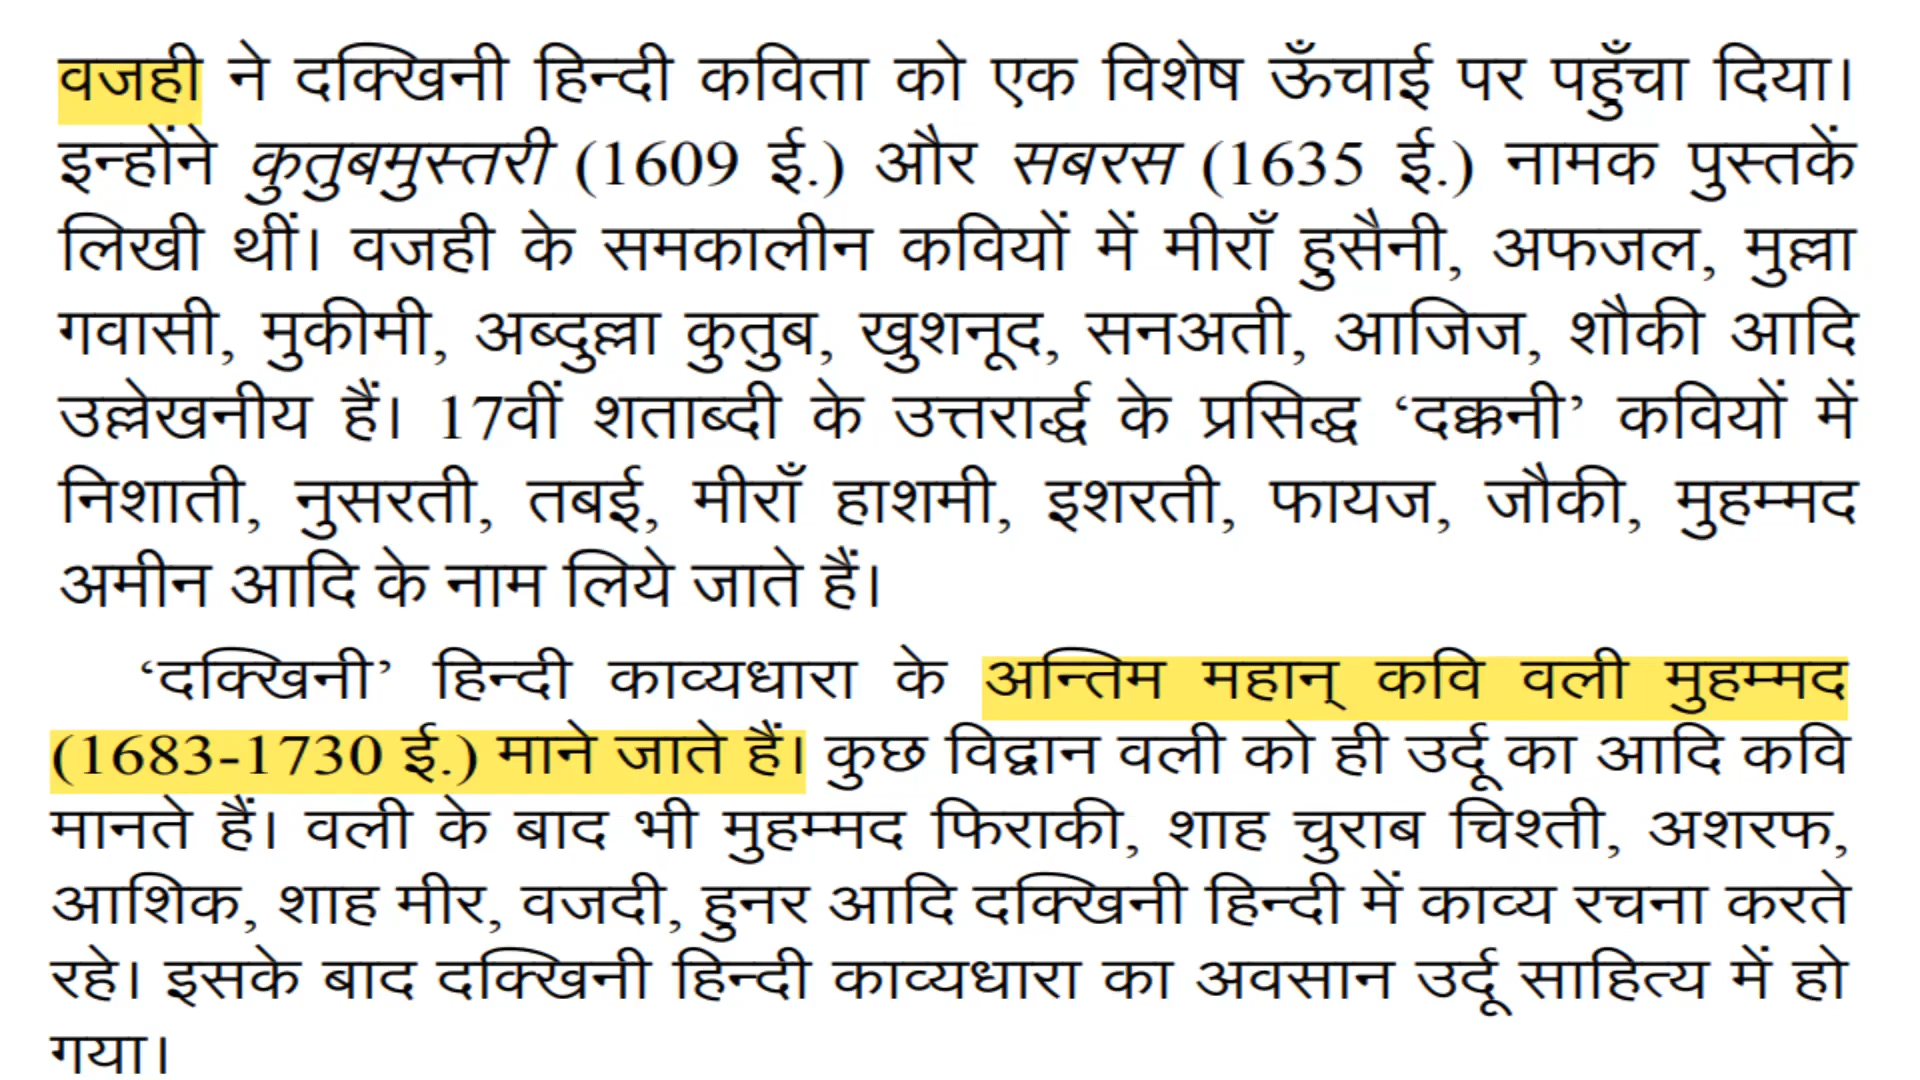 वजही ने दक्खिनी हिन्दी कविता को एक विशेष ऊँचाई पर पहुँचा दिया।
इन्होंने कुतुबमुस्तरी (1609 ई.) और सबरस (1635 ई.) नामक पुस्तकें
लिखी थीं। वजही के समकालीन कवियों में मीराँ हुसैनी, अफजल, मुल्ला
गवासी, मुकीमी, अब्दुल्ला कुतुब, खुशनूद, सनअती, आजिज, शौकी आदि
उल्लेखनीय हैं। 17वीं शताब्दी के उत्तरार्द्ध के प्रसिद्ध ‘दक्कनी’ कवियों में
निशाती, नुसरती, तबई, मीराँ हाशमी, इशरती, फायज, जौकी, मुहम्मद
अमीन आदि के नाम लिये जाते हैं।
‘दक्खिनी’ हिन्दी काव्यधारा के अन्तिम महान् कवि वली मुहम्मद
(1683-1730 ई.) माने जाते हैं। कुछ विद्वान वली को ही उर्दू का आदि कवि
मानते हैं। वली के बाद भी मुहम्मद फिराकी, शाह चुराब चिश्ती, अशरफ,
आशिक, शाह मीर, वजदी, हुनर आदि दक्खिनी हिन्दी में काव्य रचना करते
रहे। इसके बाद दक्खिनी हिन्दी काव्यधारा का अवसान उर्दू साहित्य में हो
गया।